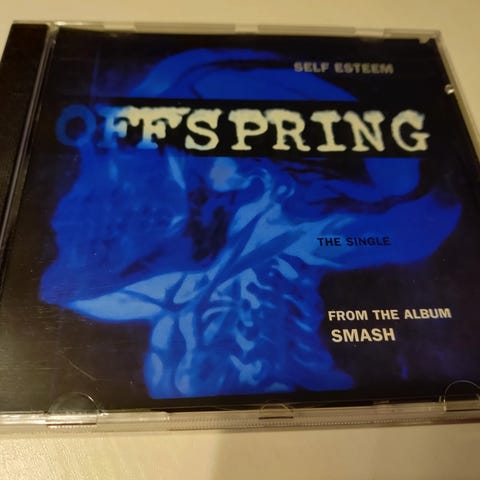 SELF ESTEEM
OFFSPRING
THE SINGLE
FROM THE ALBUM
SMASH